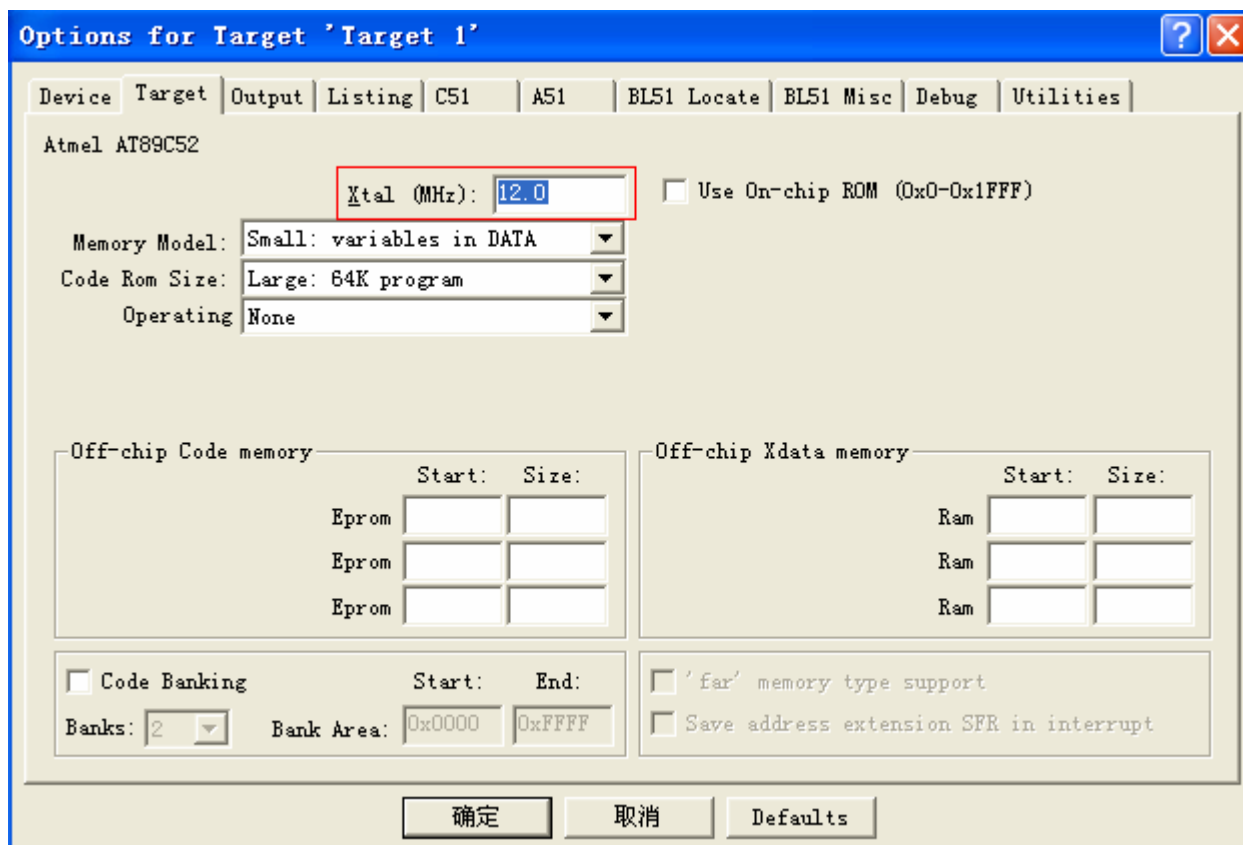 Options for Target 'Target 1'
Device Target Output Listing C51 A51 BL51 Locate BL51 Misc Debug Utilities
Atmel AT89C52
Xtal (MHz): 12.0 Use On-chip ROM (0x0-0x1FFF)
Memory Model: Small: variables in DATA
Code Rom Size: Large: 64K program
Operating None
Off-chip Code memory Off-chip Xdata memory
Start: Size: Start: Size:
Eprom Ram
Eprom Ram
Eprom Ram
Code Banking Start: End: 'far' memory type support
Banks: 2 Bank Area: 0x0000 0xFFFF Save address extension SFR in interrupt
确定 取消 Defaults